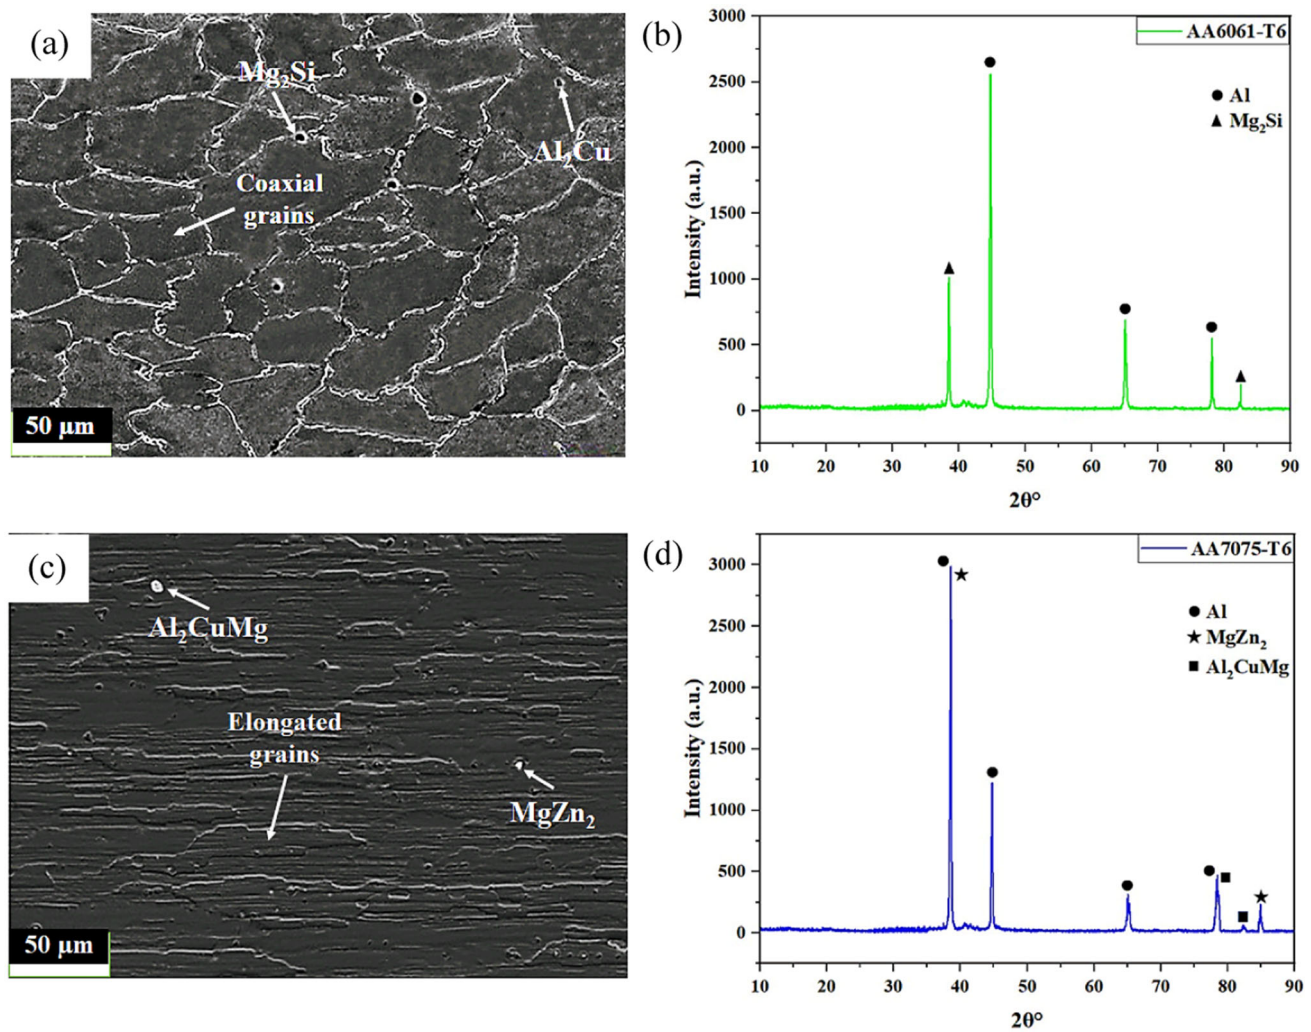 (a)
Mg₂Si
Al₂Cu
Coaxial
grains
50 μm
(b)
AA6061-T6
Al
Mg₂Si
Intensity (a.u.)
3000
2500
2000
1500
1000
500
0
10 20 30 40 50 60 70 80 90
2θ°
(c)
Al₂CuMg
Elongated
grains
MgZn₂
50 μm
(d)
AA7075-T6
Al
MgZn₂
Al₂CuMg
Intensity (a.u.)
3000
2500
2000
1500
1000
500
0
10 20 30 40 50 60 70 80 90
2θ°